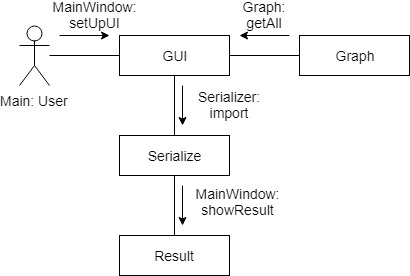 MainWindow:
setUpUI
Graph:
getAll
GUI
Graph
Main: User
Serializer:
import
Serialize
MainWindow:
showResult
Result